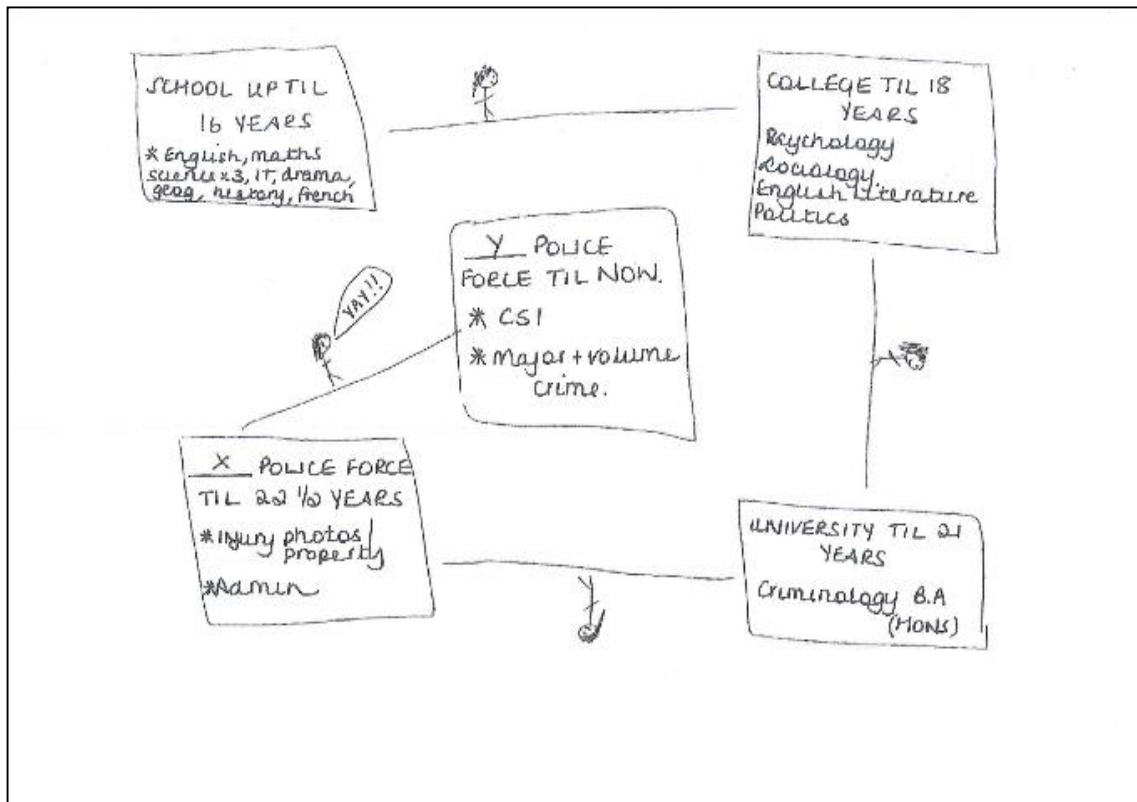 SCHOOL UP TIL
16 YEARS
* English, maths
science x3, IT, drama,
geog, history, french
COLLEGE TIL 18
YEARS
Psychology
Sociology
English Literature
Politics
UNIVERSITY TIL 21
YEARS
Criminology B.A
(HONS)
X POLICE FORCE
TIL 22 1/2 YEARS
* Injury photos/
property
* Admin
YAY!!
Y POLICE
FORCE TIL NOW.
* CSI
* Major + volume
crime.